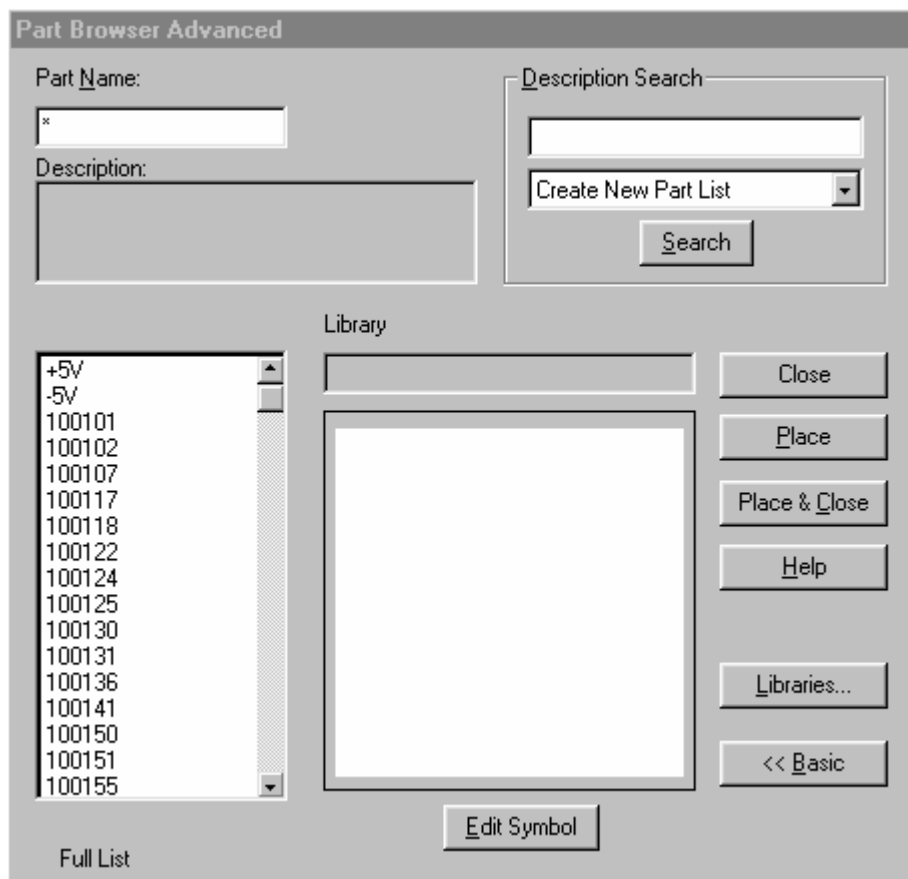 Part Browser Advanced
Part Name:
*
Description:
Description Search
Create New Part List
Search
Library
+5V
-5V
100101
100102
100107
100117
100118
100122
100124
100125
100130
100131
100136
100141
100150
100151
100155
Full List
Close
Place
Place & Close
Help
Libraries...
<< Basic
Edit Symbol